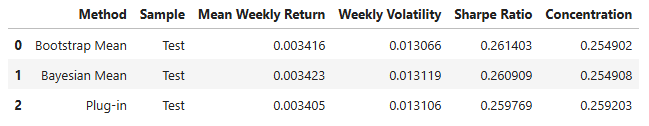 Method Sample Mean Weekly Return Weekly Volatility Sharpe Ratio Concentration
0 Bootstrap Mean Test 0.003416 0.013066 0.261403 0.254902
1 Bayesian Mean Test 0.003423 0.013119 0.260909 0.254908
2 Plug-in Test 0.003405 0.013106 0.259769 0.259203